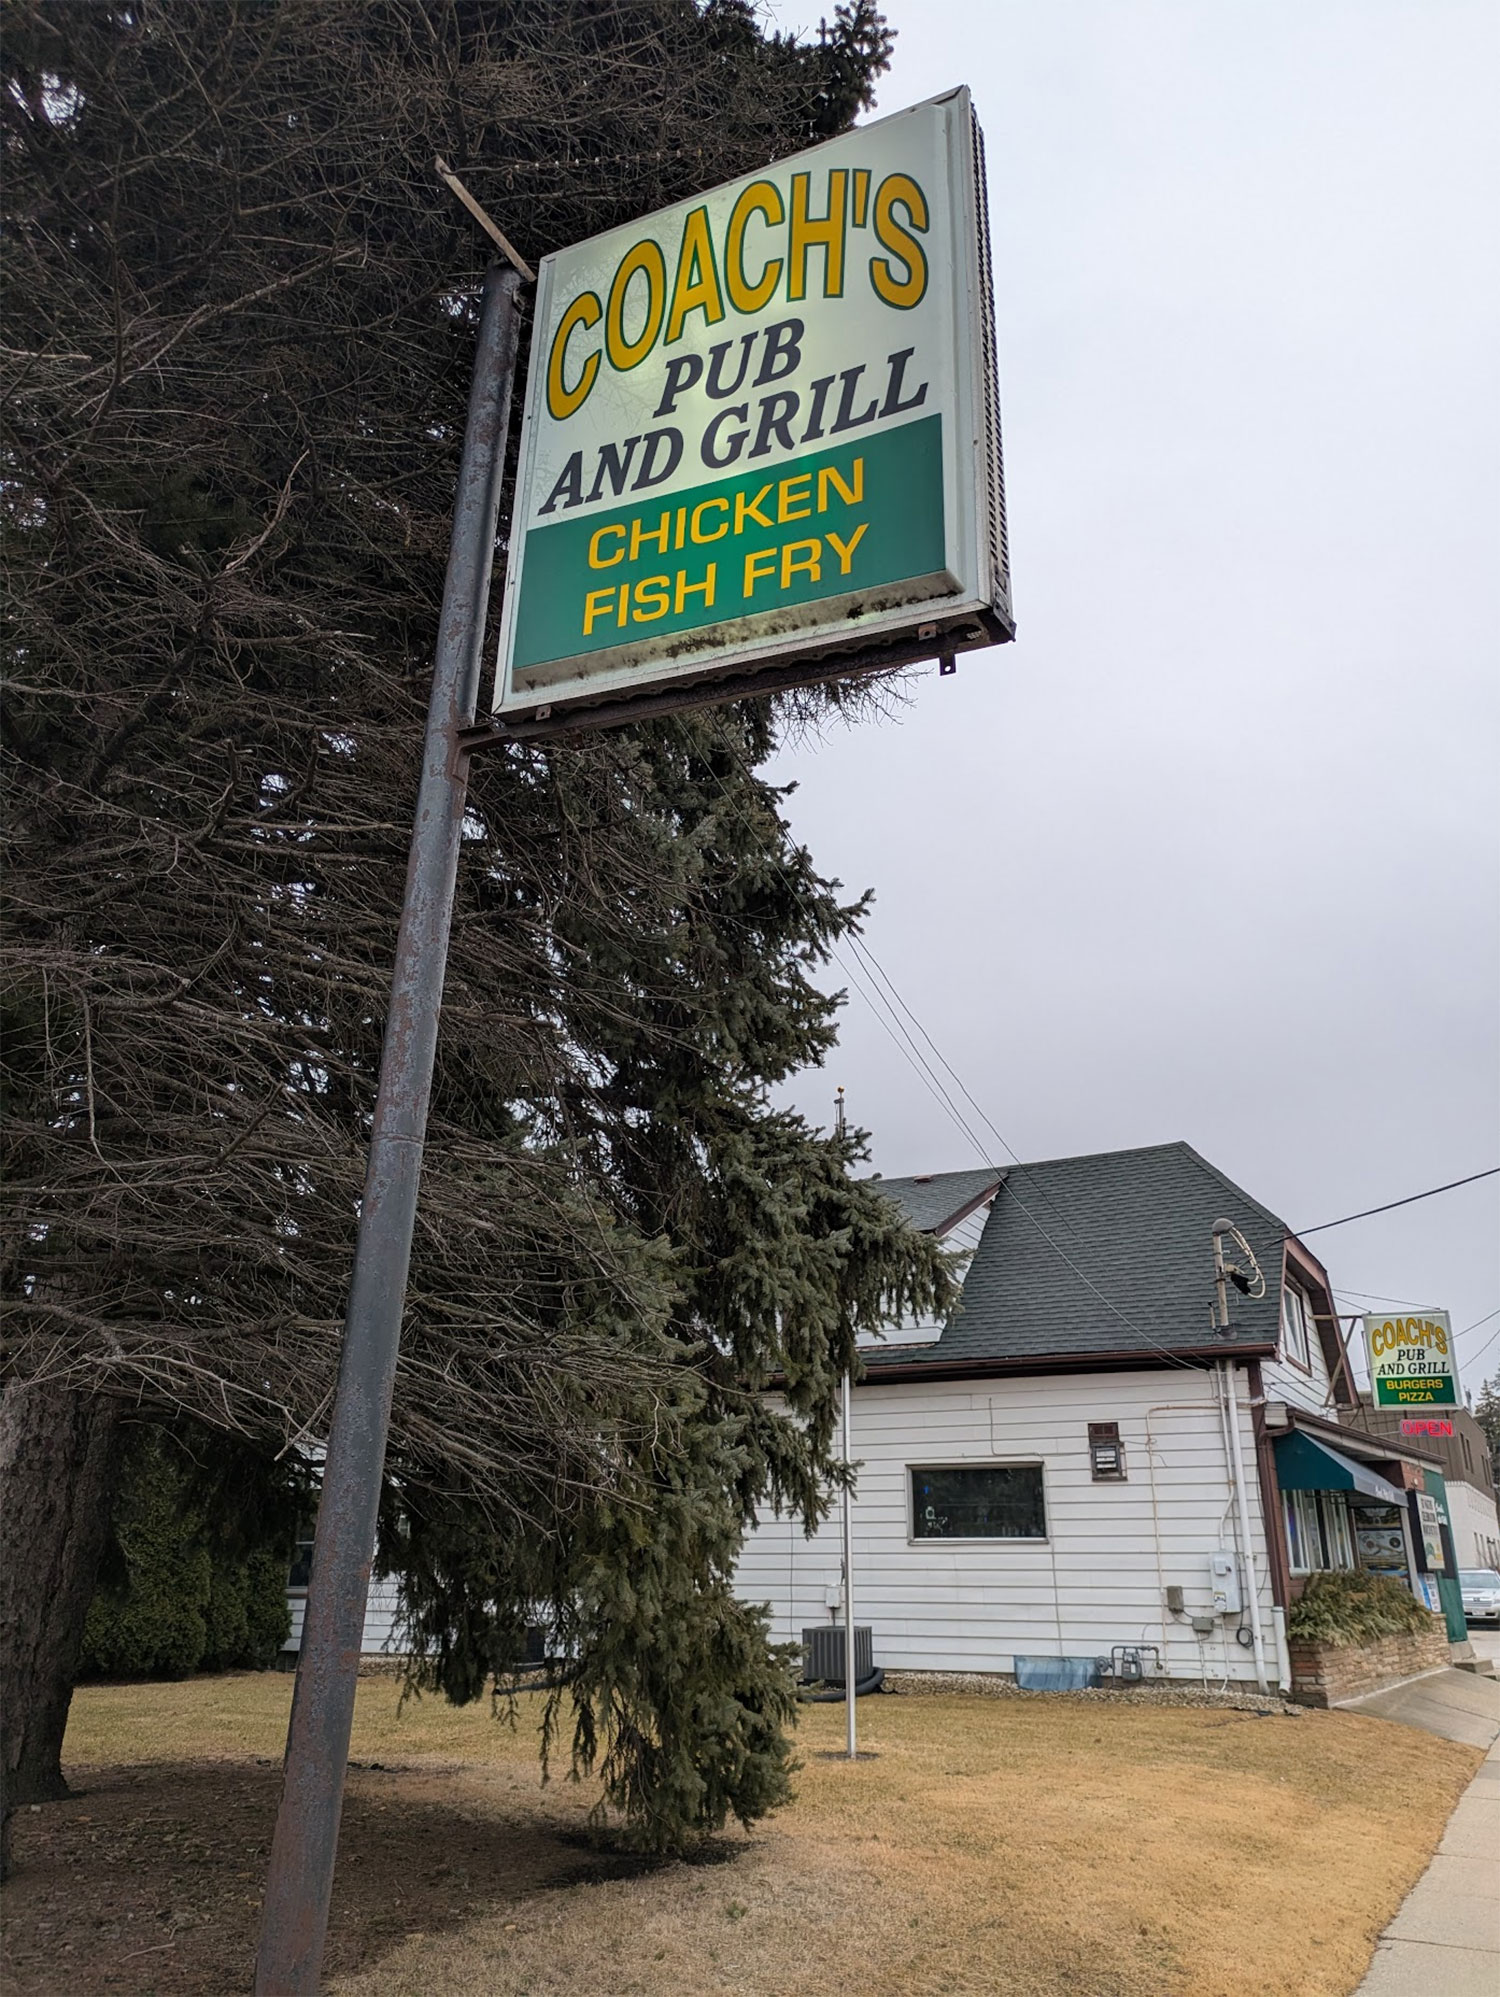 COACH'S
PUB
AND GRILL
CHICKEN
FISH FRY
COACH'S
PUB
AND GRILL
BURGERS
PIZZA
OPEN